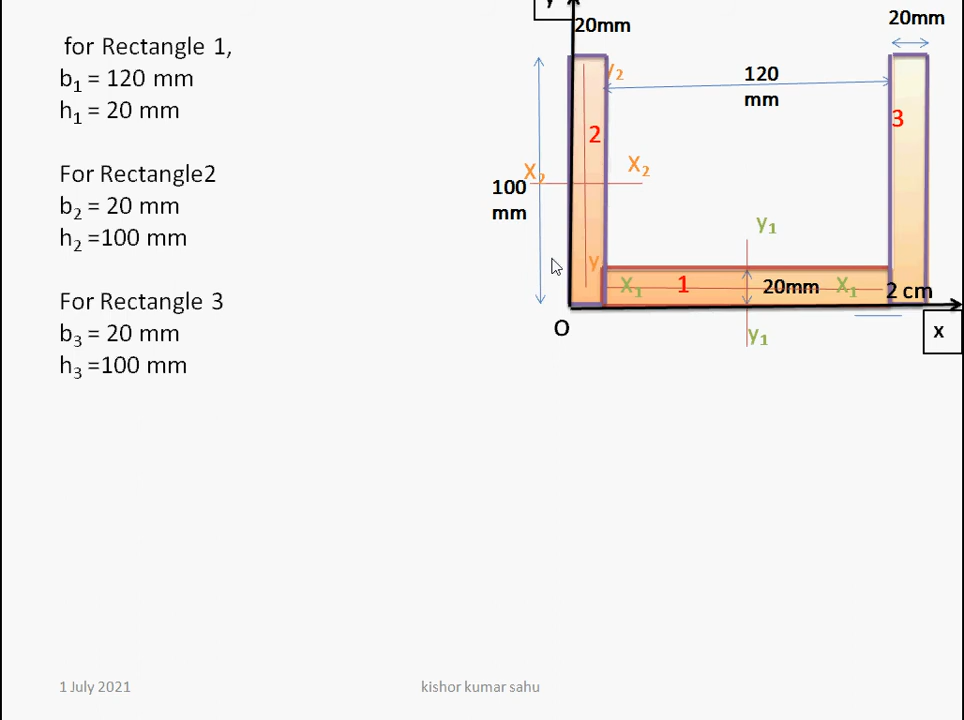 for Rectangle 1,
b₁ = 120 mm
h₁ = 20 mm
For Rectangle2
b₂ = 20 mm
h₂ =100 mm
For Rectangle 3
b₃ = 20 mm
h₃ =100 mm
y
20mm
20mm
y₂
120
mm
3
2
X₂
X₂
100
mm
y₁
y
X₁
1
20mm
X₁
2 cm
O
y₁
x
1 July 2021
kishor kumar sahu